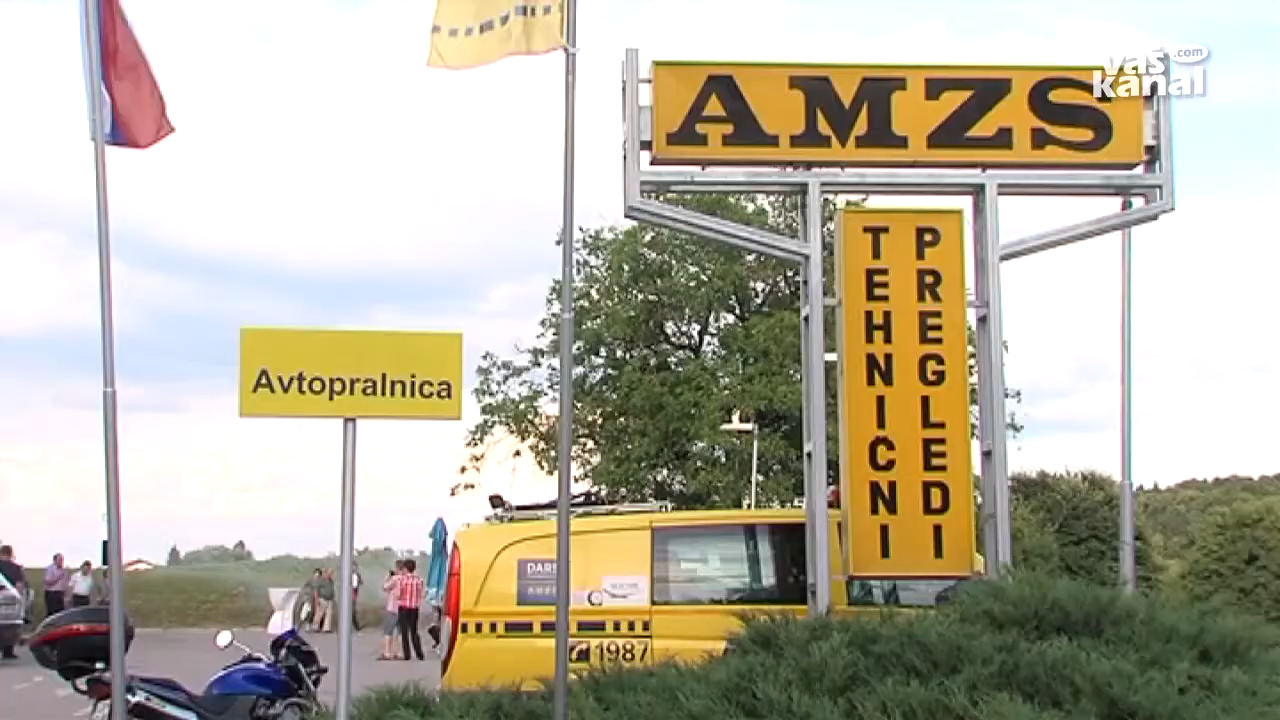 AMZS
vaš
.com
kanal
TEHNIČNI
PREGLEDI
Avtopralnica
1987